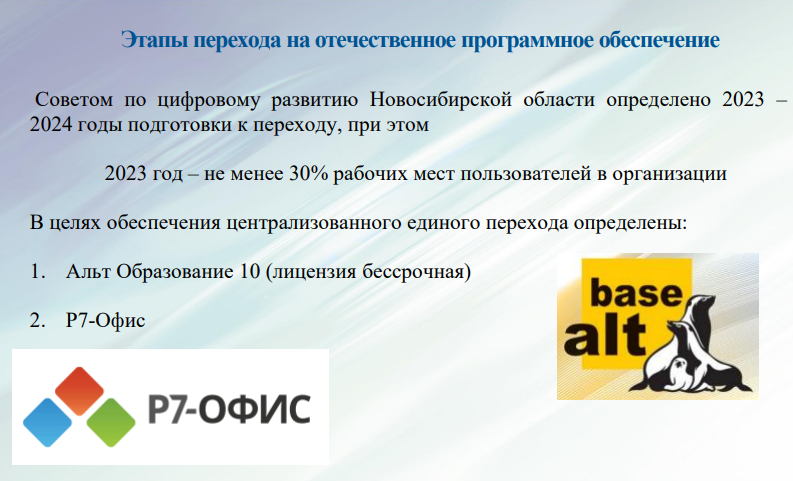 Этапы перехода на отечественное программное обеспечение
Советом по цифровому развитию Новосибирской области определено 2023 –
2024 годы подготовки к переходу, при этом
2023 год – не менее 30% рабочих мест пользователей в организации
В целях обеспечения централизованного единого перехода определены:
1. Альт Образование 10 (лицензия бессрочная)
2. Р7-Офис
base
alt
Р7-ОФИС